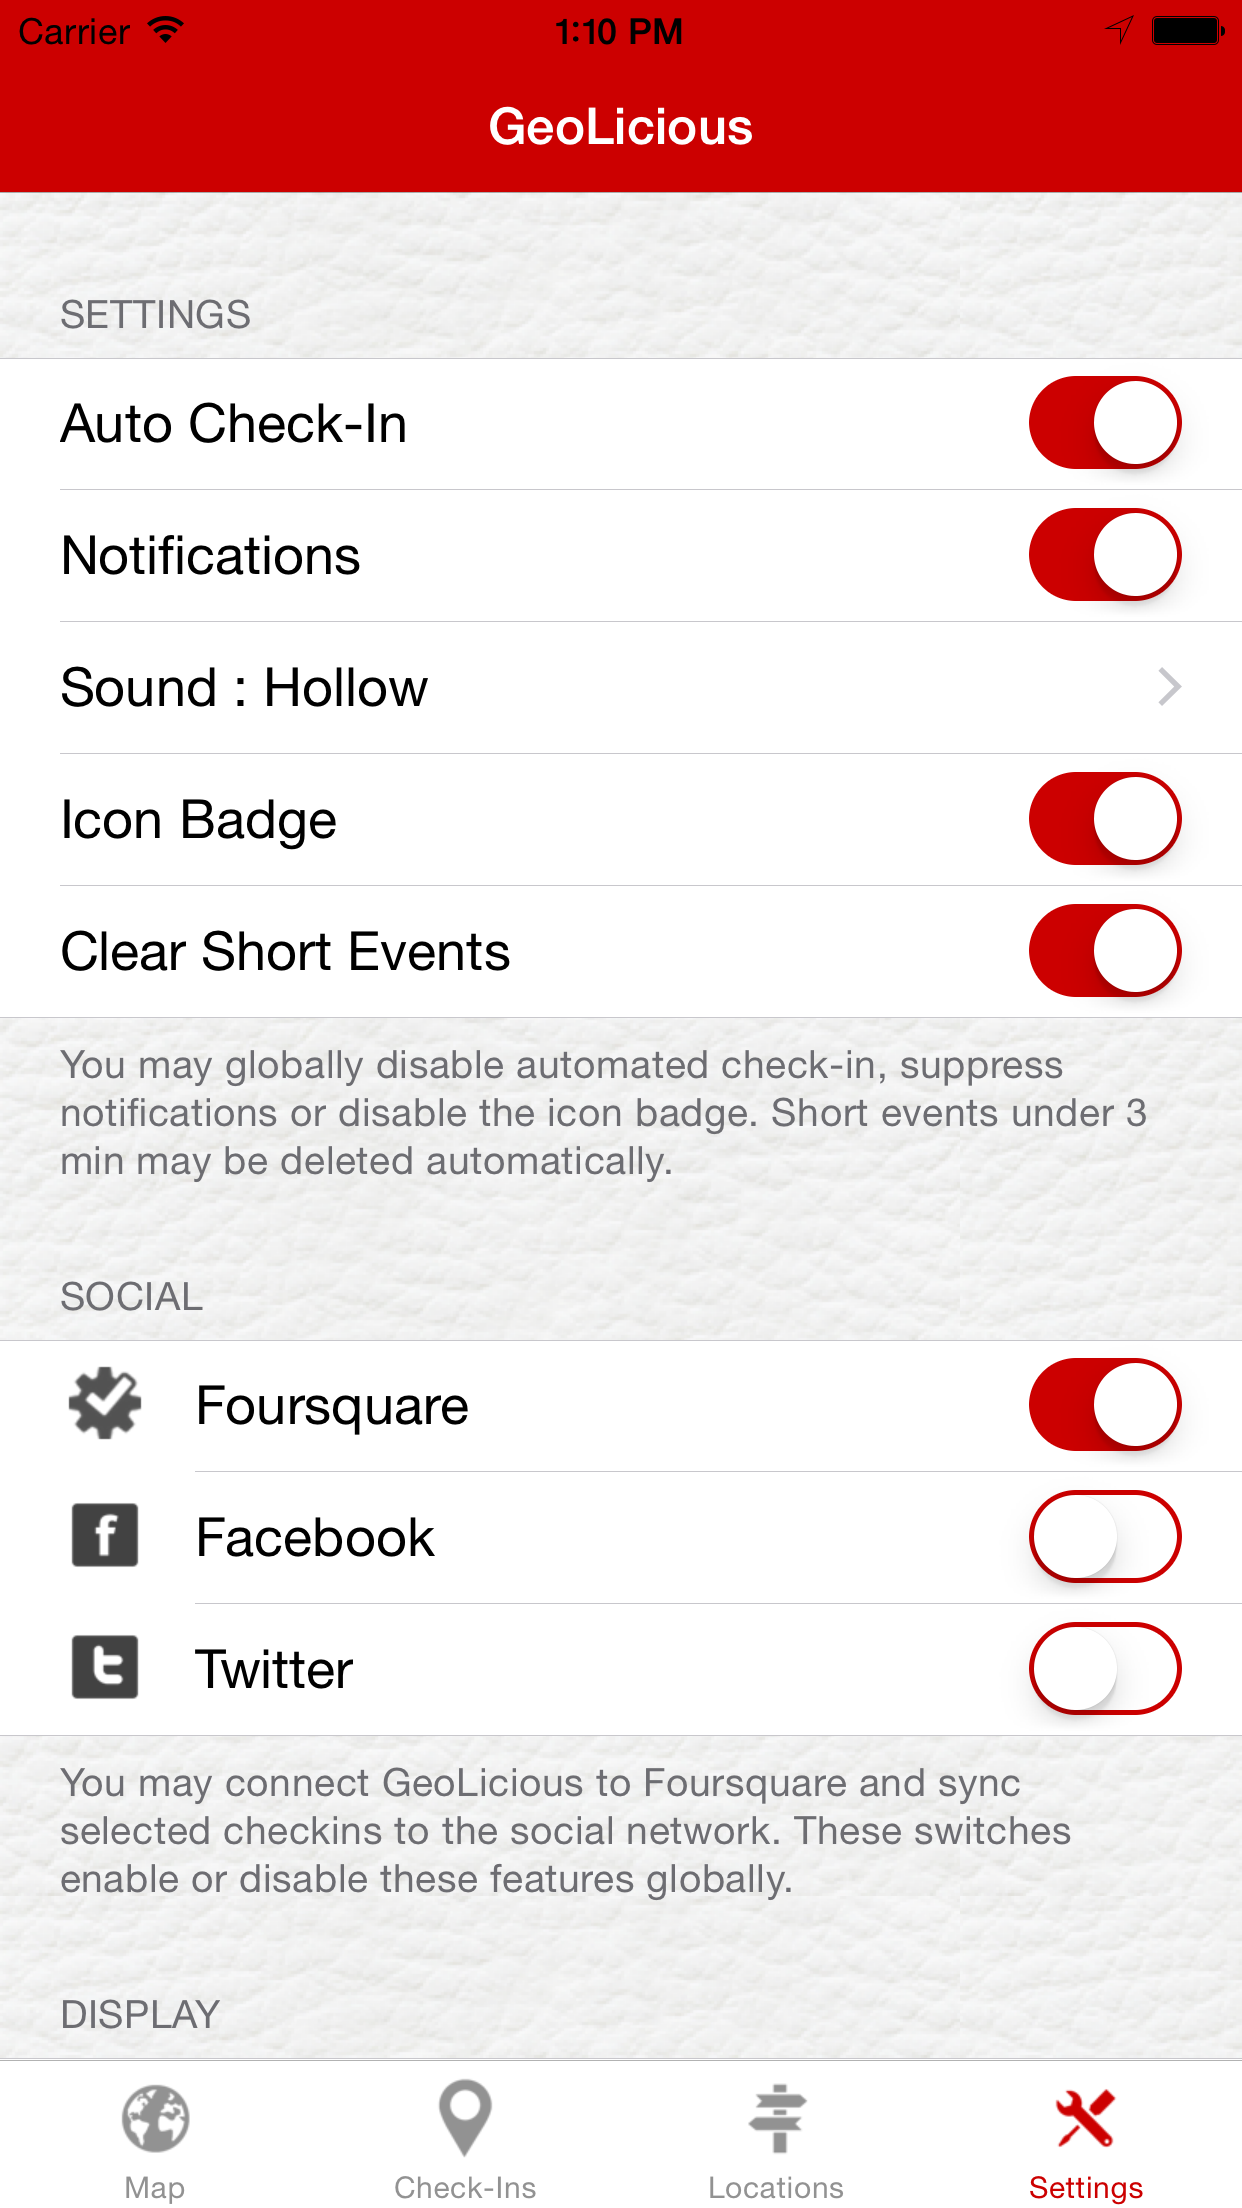 Carrier 1:10 PM
GeoLicious
SETTINGS
Auto Check-In
Notifications
Sound : Hollow
Icon Badge
Clear Short Events
You may globally disable automated check-in, suppress
notifications or disable the icon badge. Short events under 3
min may be deleted automatically.
SOCIAL
Foursquare
Facebook
Twitter
You may connect GeoLicious to Foursquare and sync
selected checkins to the social network. These switches
enable or disable these features globally.
DISPLAY
Map Check-Ins Locations Settings